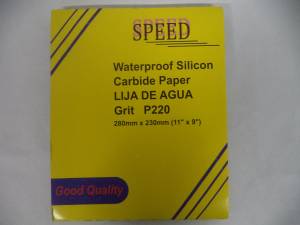 SPEED
Waterproof Silicon
Carbide Paper
LIJA DE AGUA
Grit P220
280mm x 230mm (11" x 9")
Good Quality